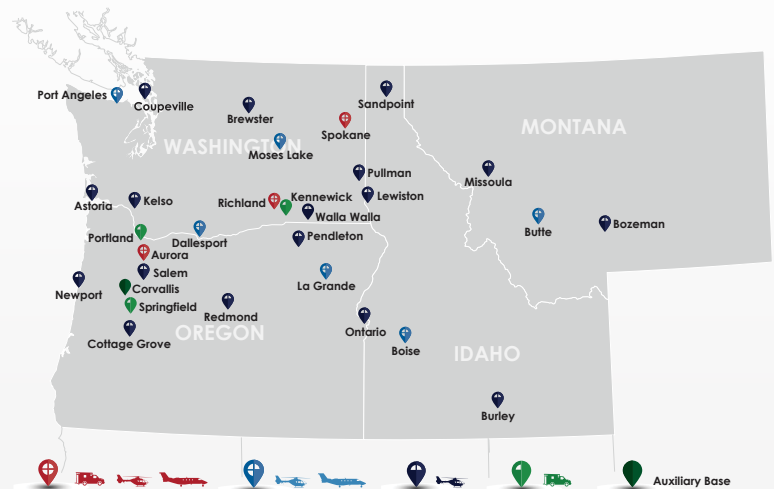 Port Angeles
Coupeville
Brewster
Sandpoint
Spokane
WASHINGTON
Moses Lake
MONTANA
Pullman
Missoula
Astoria
Kelso
Richland
Kennewick
Lewiston
Walla Walla
Portland
Dallesport
Pendleton
Butte
Bozeman
Aurora
Salem
Newport
Corvallis
La Grande
Springfield
Redmond
OREGON
Ontario
Cottage Grove
Boise
IDAHO
Burley
Auxiliary Base